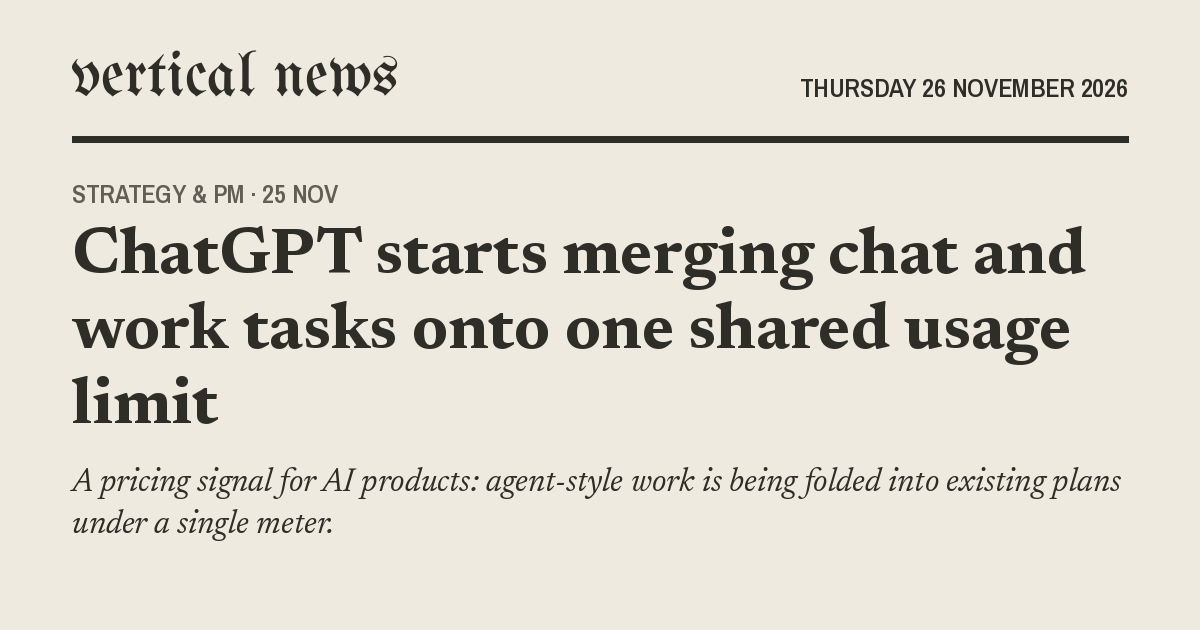 vertical news
THURSDAY 26 NOVEMBER 2026
STRATEGY & PM · 25 NOV
ChatGPT starts merging chat and
work tasks onto one shared usage
limit
A pricing signal for AI products: agent-style work is being folded into existing plans
under a single meter.